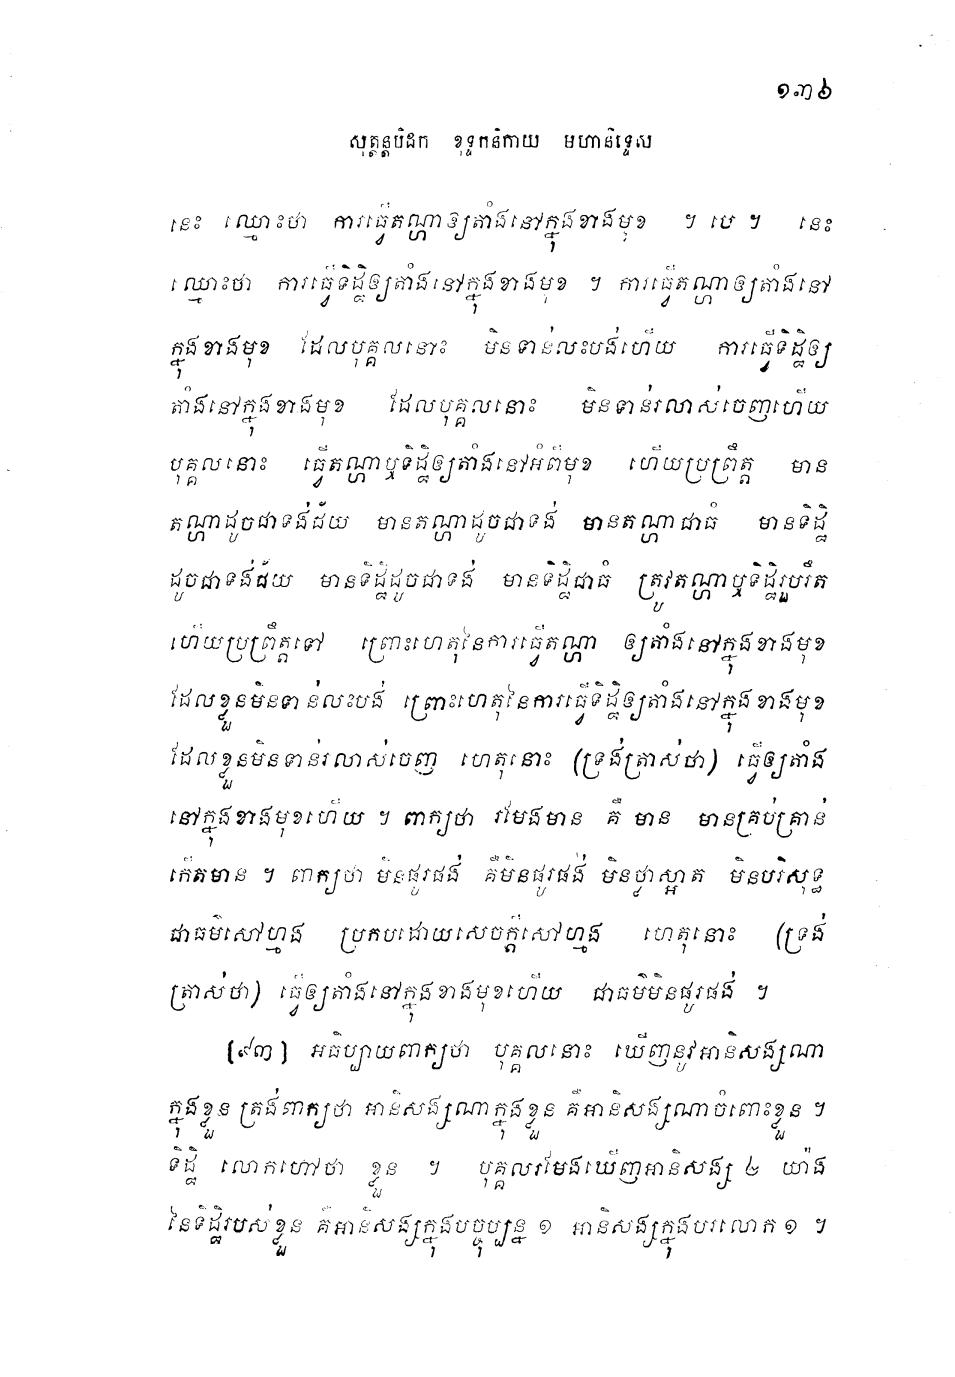 ១៣៦
សុត្តន្តបិដក ខុទ្ទកនិកាយ មហានិទ្ទេស
នេះ ឈ្មោះថា ការធ្វើតណ្ហាឲ្យតាំងនៅក្នុងខាងមុខ ។ បេ ។ នេះ
ឈ្មោះថា ការធ្វើទិដ្ឋិឲ្យតាំងនៅក្នុងខាងមុខ ។ ការធ្វើតណ្ហាឲ្យតាំងនៅ
ក្នុងខាងមុខ ដែលបុគ្គលនោះ មិនទាន់លះបង់ហើយ ការធ្វើទិដ្ឋិឲ្យ
តាំងនៅក្នុងខាងមុខ ដែលបុគ្គលនោះ មិនទាន់រលាស់ចេញហើយ
បុគ្គលនោះ ធ្វើតណ្ហាឬទិដ្ឋិឲ្យតាំងនៅអំពីមុខ ហើយប្រព្រឹត្ត មាន
តណ្ហាដូចជាទង់ជ័យ មានតណ្ហាដូចជាទង់ មានតណ្ហាជាធំ មានទិដ្ឋិ
ដូចជាទង់ជ័យ មានទិដ្ឋិដូចជាទង់ មានទិដ្ឋិជាធំ ត្រូវតណ្ហាឬទិដ្ឋិរួបរឹត
ហើយប្រព្រឹត្តទៅ ព្រោះហេតុនៃការធ្វើតណ្ហា ឲ្យតាំងនៅក្នុងខាងមុខ
ដែលខ្លួនមិនទាន់លះបង់ ព្រោះហេតុនៃការធ្វើទិដ្ឋិឲ្យតាំងនៅក្នុងខាងមុខ
ដែលខ្លួនមិនទាន់រលាស់ចេញ ហេតុនោះ (ទ្រង់ត្រាស់ថា) ធ្វើឲ្យតាំង
នៅក្នុងខាងមុខហើយ ។ ពាក្យថា រមែងមាន គឺ មាន មានគ្រប់គ្រាន់
កើតមាន ។ ពាក្យថា មិនផូរផង់ គឺមិនផូរផង់ មិនថ្វាស្អាត មិនបរិសុទ្ធ
ជាធម៌សៅហ្មង ប្រកបដោយសេចក្តីសៅហ្មង ហេតុនោះ (ទ្រង់
ត្រាស់ថា) ធ្វើឲ្យតាំងនៅក្នុងខាងមុខហើយ ជាធម៌មិនផូរផង់ ។
[៩៣] អធិប្បាយពាក្យថា បុគ្គលនោះ ឃើញនូវអានិសង្សណា
ក្នុងខ្លួន ត្រង់ពាក្យថា អានិសង្សណាក្នុងខ្លួន គឺអានិសង្សណាចំពោះខ្លួន ។
ទិដ្ឋិ លោកហៅថា ខ្លួន ។ បុគ្គលរមែងឃើញអានិសង្ស ២ យ៉ាង
នៃទិដ្ឋិរបស់ខ្លួន គឺអានិសង្សក្នុងបច្ចុប្បន្ន ១ អានិសង្សក្នុងបរលោក ១ ។